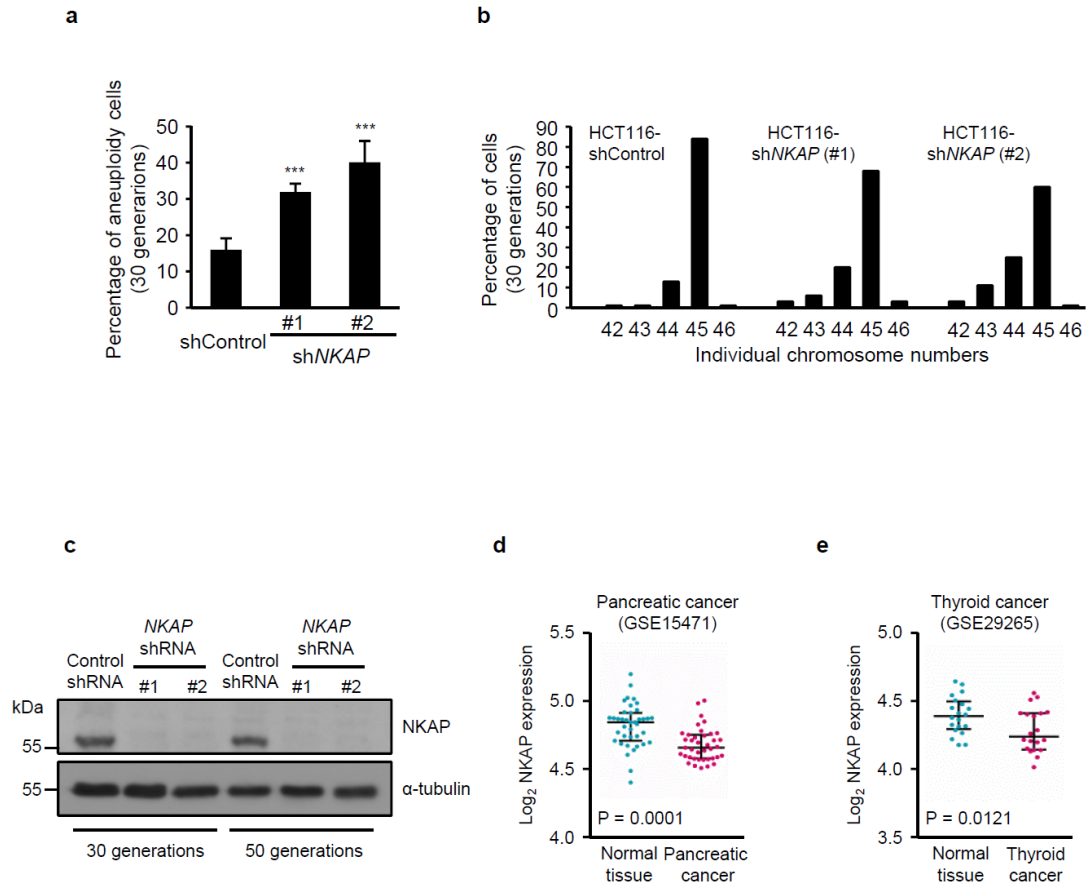 a
Percentage of aneuploidy cells
(30 generarions)
50
40
30
20
10
0
***
***
#1
#2
shControl
shNKAP
b
Percentage of cells
(30 generations)
90
80
70
60
50
40
30
20
10
0
HCT116-
shControl
HCT116-
shNKAP (#1)
HCT116-
shNKAP (#2)
42 43 44 45 46
42 43 44 45 46
42 43 44 45 46
Individual chromosome numbers
c
NKAP
shRNA
NKAP
shRNA
Control
shRNA
Control
shRNA
#1
#2
#1
#2
kDa
55
NKAP
55
α-tubulin
30 generations
50 generations
d
Pancreatic cancer
(GSE15471)
Log2 NKAP expression
5.5
5.0
4.5
4.0
P = 0.0001
Normal
tissue
Pancreatic
cancer
e
Thyroid cancer
(GSE29265)
Log2 NKAP expression
5.0
4.5
4.0
3.5
P = 0.0121
Normal
tissue
Thyroid
cancer